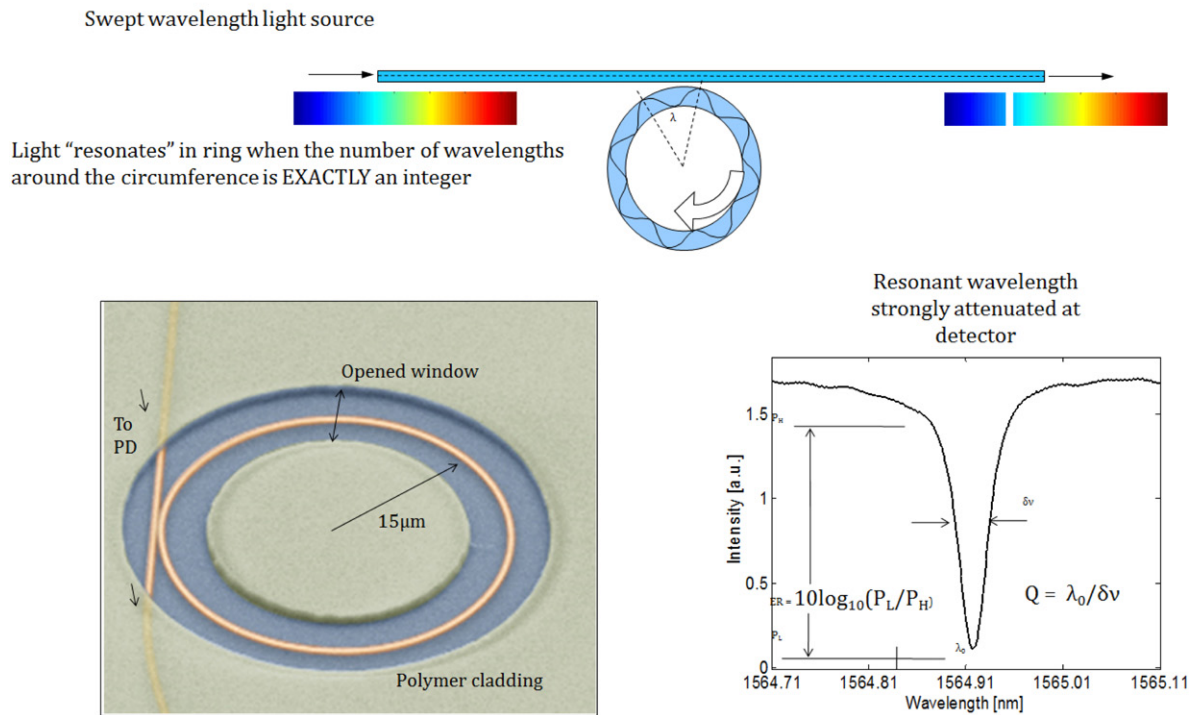 Swept wavelength light source
λ
Light “resonates” in ring when the number of wavelengths
around the circumference is EXACTLY an integer
Opened window
To
PD
15μm
Polymer cladding
Resonant wavelength
strongly attenuated at
detector
Intensity [a.u.]
1.5
1
0.5
0
P_H
δν
ER = 10log₁₀(P_L/P_H)
Q = λ₀/δν
P_L
λ₀
1564.71 1564.81 1564.91 1565.01 1565.11
Wavelength [nm]